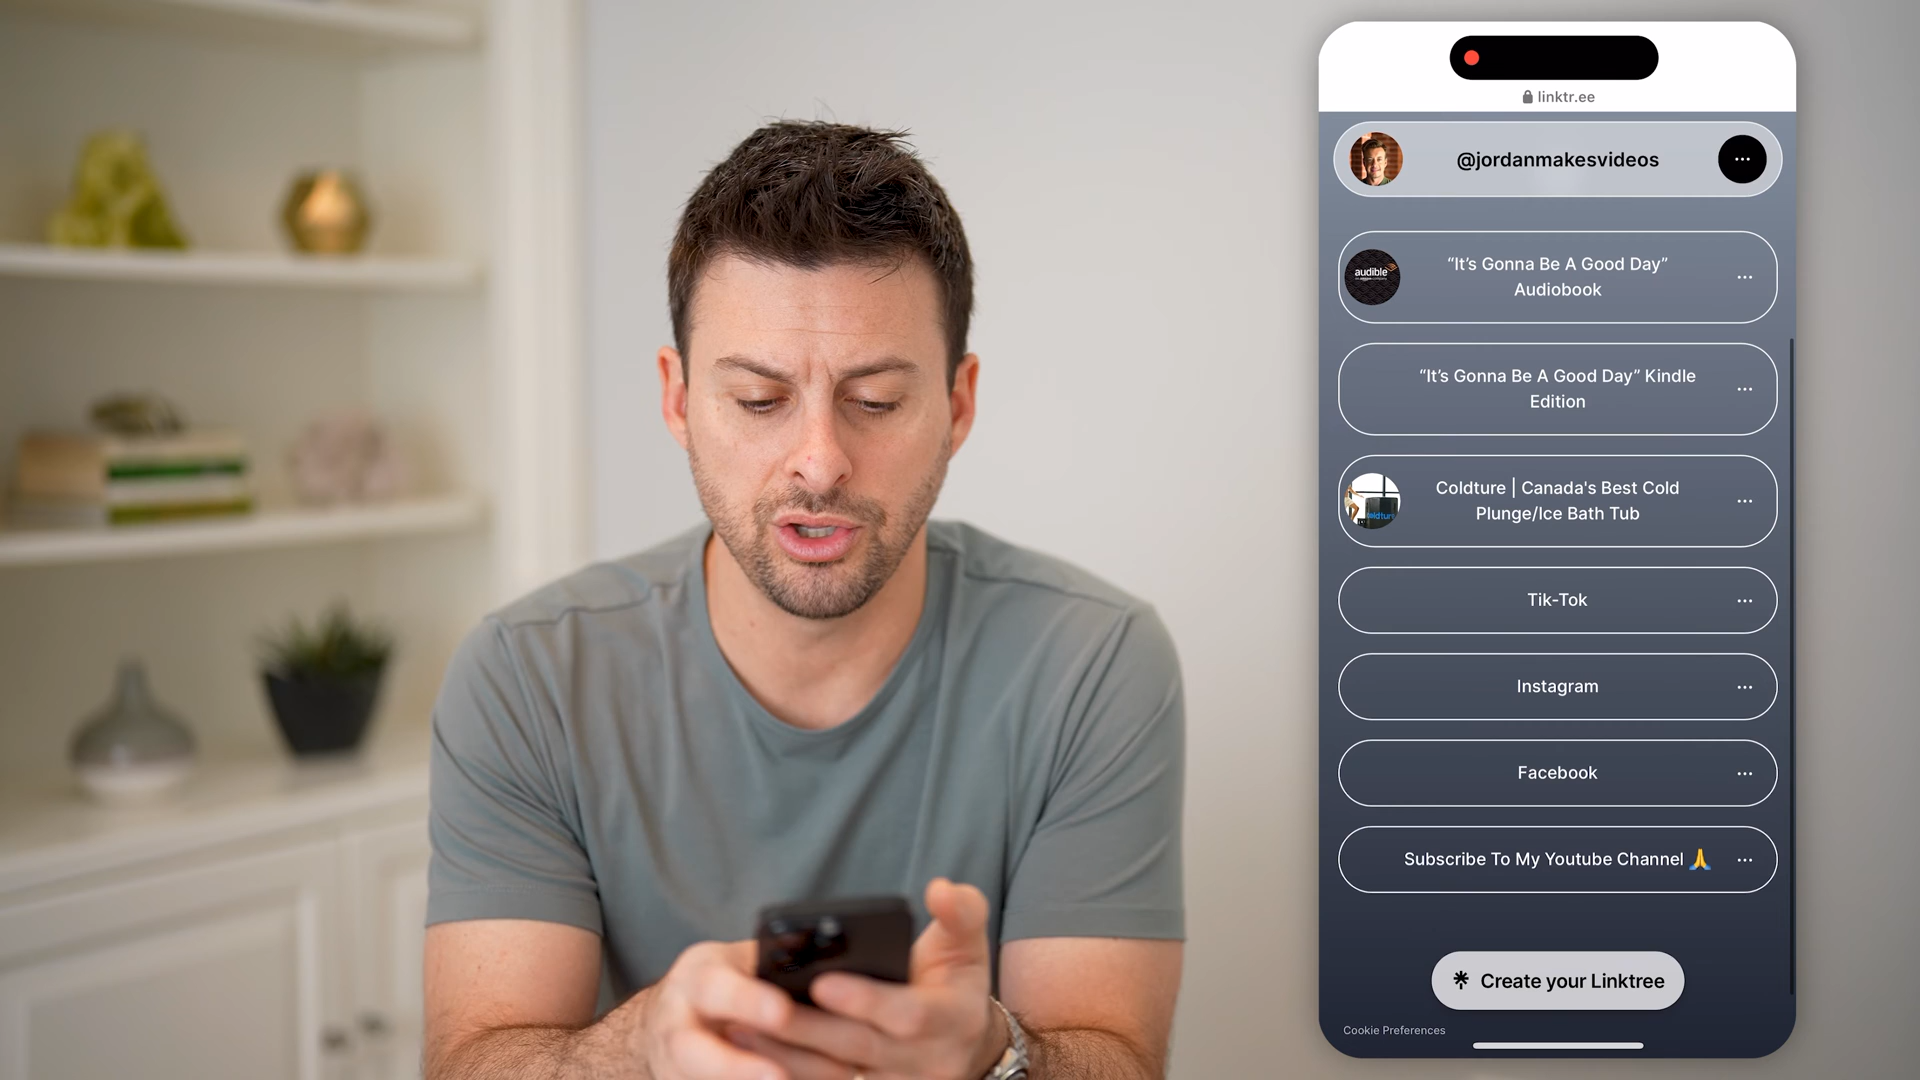 linktr.ee
@jordanmakesvideos
audible
“It’s Gonna Be A Good Day”
Audiobook
“It’s Gonna Be A Good Day” Kindle
Edition
Coldture | Canada's Best Cold
Plunge/Ice Bath Tub
Tik-Tok
Instagram
Facebook
Subscribe To My Youtube Channel 🙏
Create your Linktree
Cookie Preferences